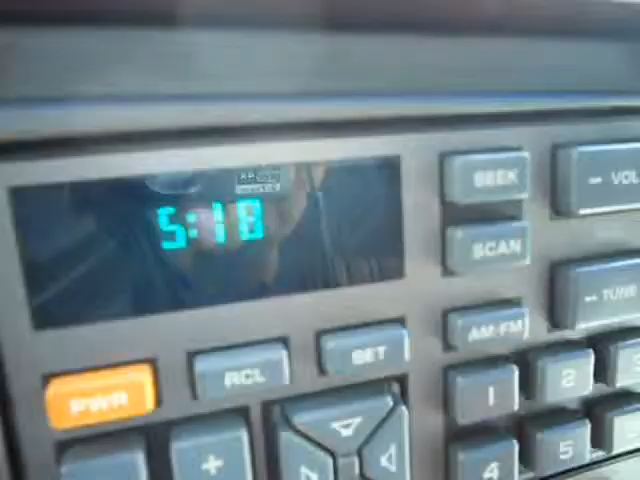 5:18
SEEK
- VOL
SCAN
- TUNE
AM-FM
SET
RCL
PWR
1 2 3
+
4 5